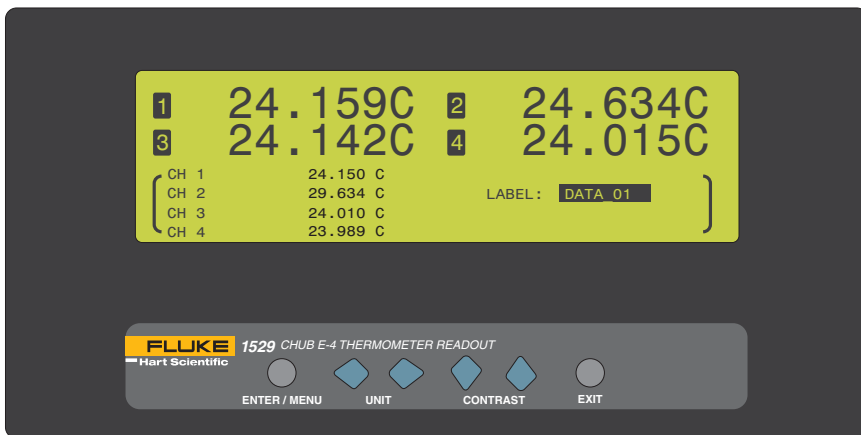 1 24.159C 2 24.634C
3 24.142C 4 24.015C
CH 1 24.150 C
CH 2 29.634 C LABEL: DATA_01
CH 3 24.010 C
CH 4 23.989 C
FLUKE 1529 CHUB E-4 THERMOMETER READOUT
Hart Scientific
ENTER / MENU UNIT CONTRAST EXIT